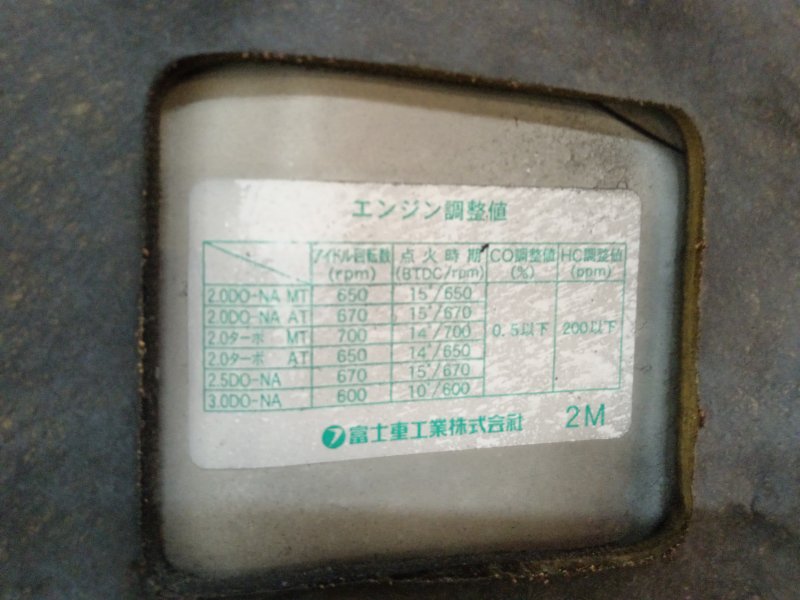 エンジン調整値
アイドル回転数 点火時期 CO調整値 HC調整値
(rpm) (BTDC/rpm) (%) (ppm)
2.0DO-NA MT 650 15°/650
2.0DO-NA AT 670 15°/670
2.0ターボ MT 700 14°/700 0.5以下 200以下
2.0ターボ AT 650 14°/650
2.5DO-NA 670 15°/670
3.0DO-NA 600 10°/600
フ富士重工業株式会社 2M